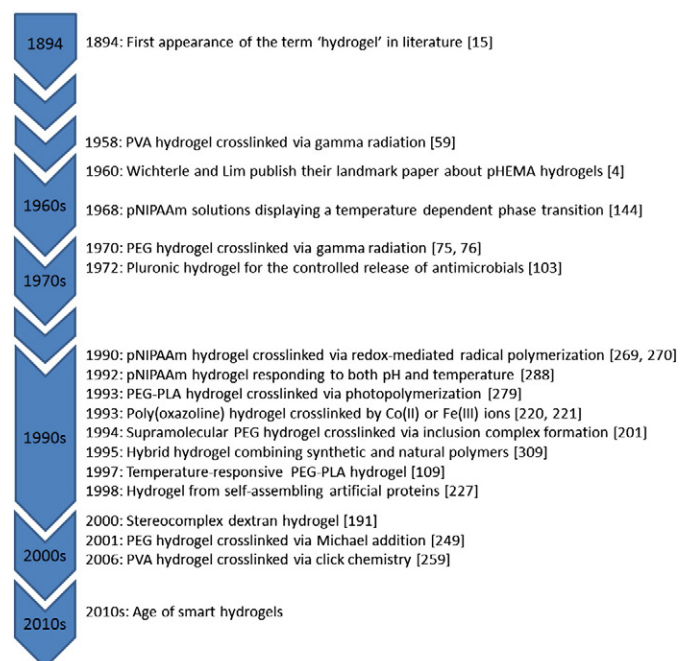 1894
1894: First appearance of the term ‘hydrogel’ in literature [15]
1958: PVA hydrogel crosslinked via gamma radiation [59]
1960: Wichterle and Lim publish their landmark paper about pHEMA hydrogels [4]
1960s
1968: pNIPAAm solutions displaying a temperature dependent phase transition [144]
1970: PEG hydrogel crosslinked via gamma radiation [75, 76]
1972: Pluronic hydrogel for the controlled release of antimicrobials [103]
1970s
1990: pNIPAAm hydrogel crosslinked via redox-mediated radical polymerization [269, 270]
1992: pNIPAAm hydrogel responding to both pH and temperature [288]
1993: PEG-PLA hydrogel crosslinked via photopolymerization [279]
1993: Poly(oxazoline) hydrogel crosslinked by Co(II) or Fe(III) ions [220, 221]
1990s
1994: Supramolecular PEG hydrogel crosslinked via inclusion complex formation [201]
1995: Hybrid hydrogel combining synthetic and natural polymers [309]
1997: Temperature-responsive PEG-PLA hydrogel [109]
1998: Hydrogel from self-assembling artificial proteins [227]
2000: Stereocomplex dextran hydrogel [191]
2001: PEG hydrogel crosslinked via Michael addition [249]
2000s
2006: PVA hydrogel crosslinked via click chemistry [259]
2010s: Age of smart hydrogels
2010s